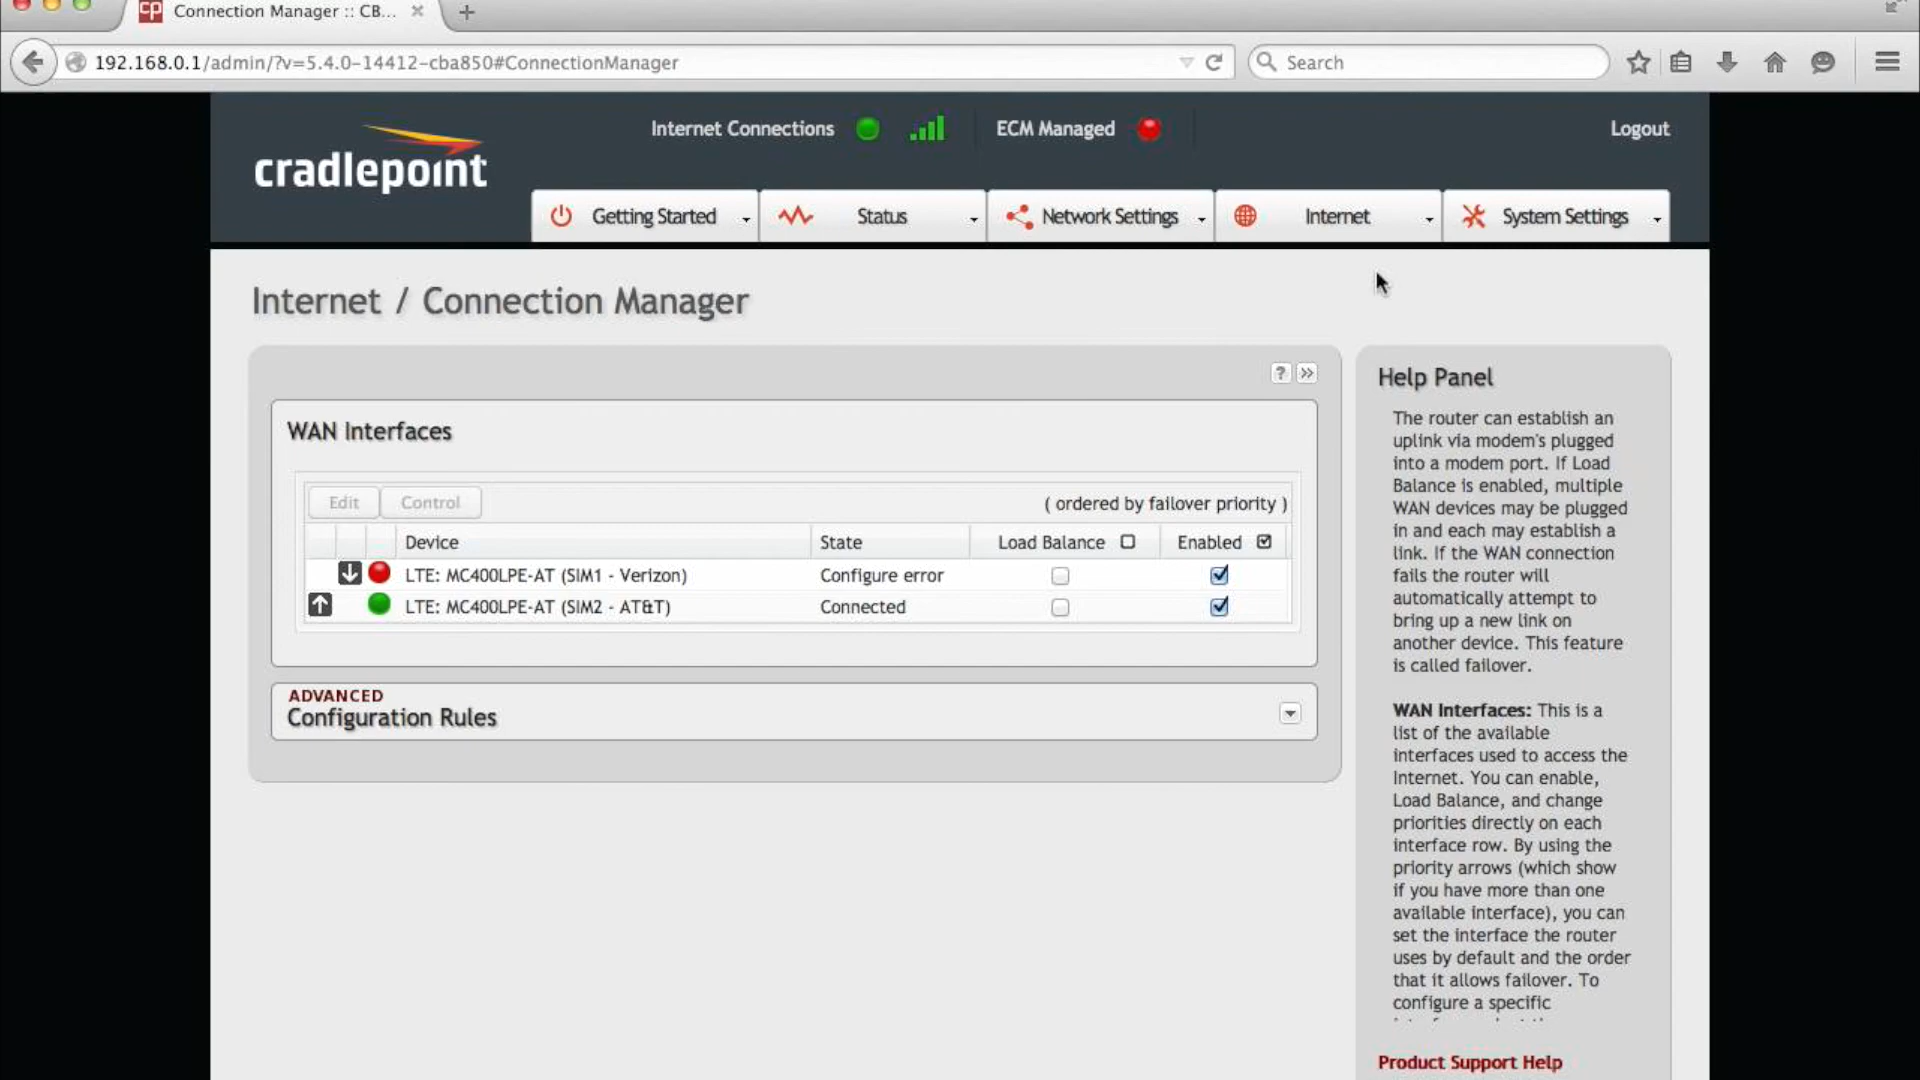 Connection Manager :: CB...
192.168.0.1/admin/?v=5.4.0-14412-cba850#ConnectionManager
Search
Internet Connections
ECM Managed
Logout
cradlepoint
Getting Started
Status
Network Settings
Internet
System Settings
Internet / Connection Manager
WAN Interfaces
Edit
Control
( ordered by failover priority )
Device
State
Load Balance
Enabled
LTE: MC400LPE-AT (SIM1 - Verizon)
Configure error
LTE: MC400LPE-AT (SIM2 - AT&T)
Connected
ADVANCED
Configuration Rules
Help Panel
The router can establish an
uplink via modem's plugged
into a modem port. If Load
Balance is enabled, multiple
WAN devices may be plugged
in and each may establish a
link. If the WAN connection
fails the router will
automatically attempt to
bring up a new link on
another device. This feature
is called failover.
WAN Interfaces: This is a
list of the available
interfaces used to access the
Internet. You can enable,
Load Balance, and change
priorities directly on each
interface row. By using the
priority arrows (which show
if you have more than one
available interface), you can
set the interface the router
uses by default and the order
that it allows failover. To
configure a specific
Product Support Help